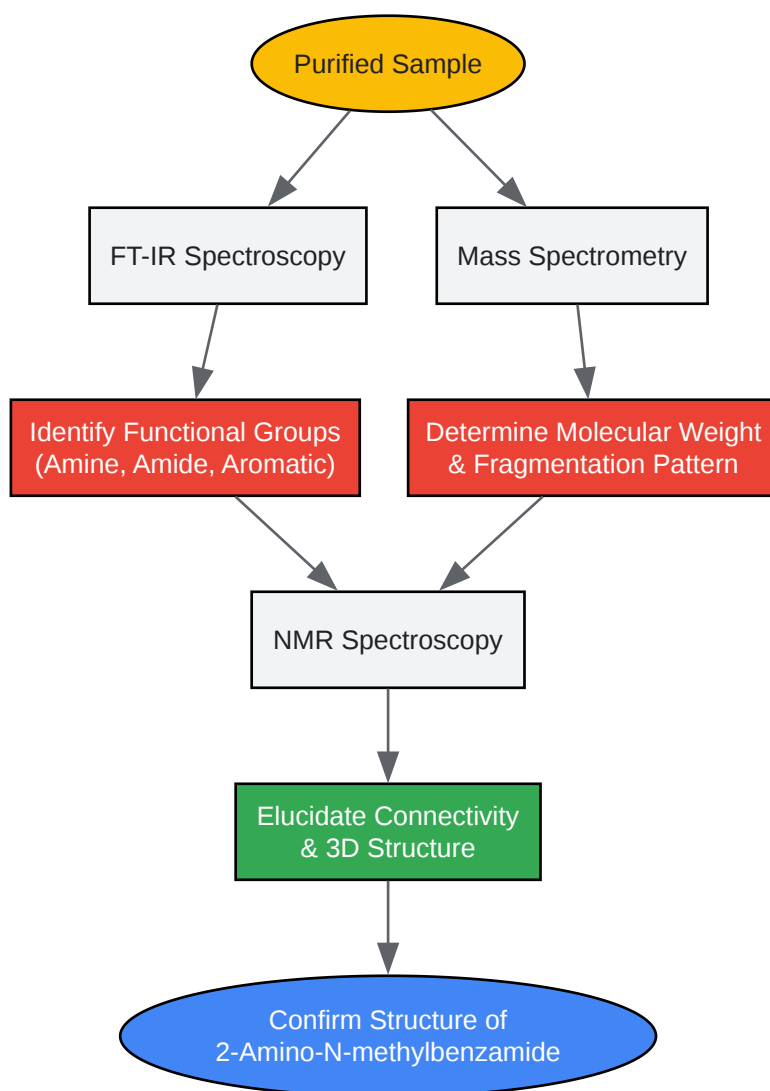 Purified Sample
FT-IR Spectroscopy
Mass Spectrometry
Identify Functional Groups
(Amine, Amide, Aromatic)
Determine Molecular Weight
& Fragmentation Pattern
NMR Spectroscopy
Elucidate Connectivity
& 3D Structure
Confirm Structure of
2-Amino-N-methylbenzamide